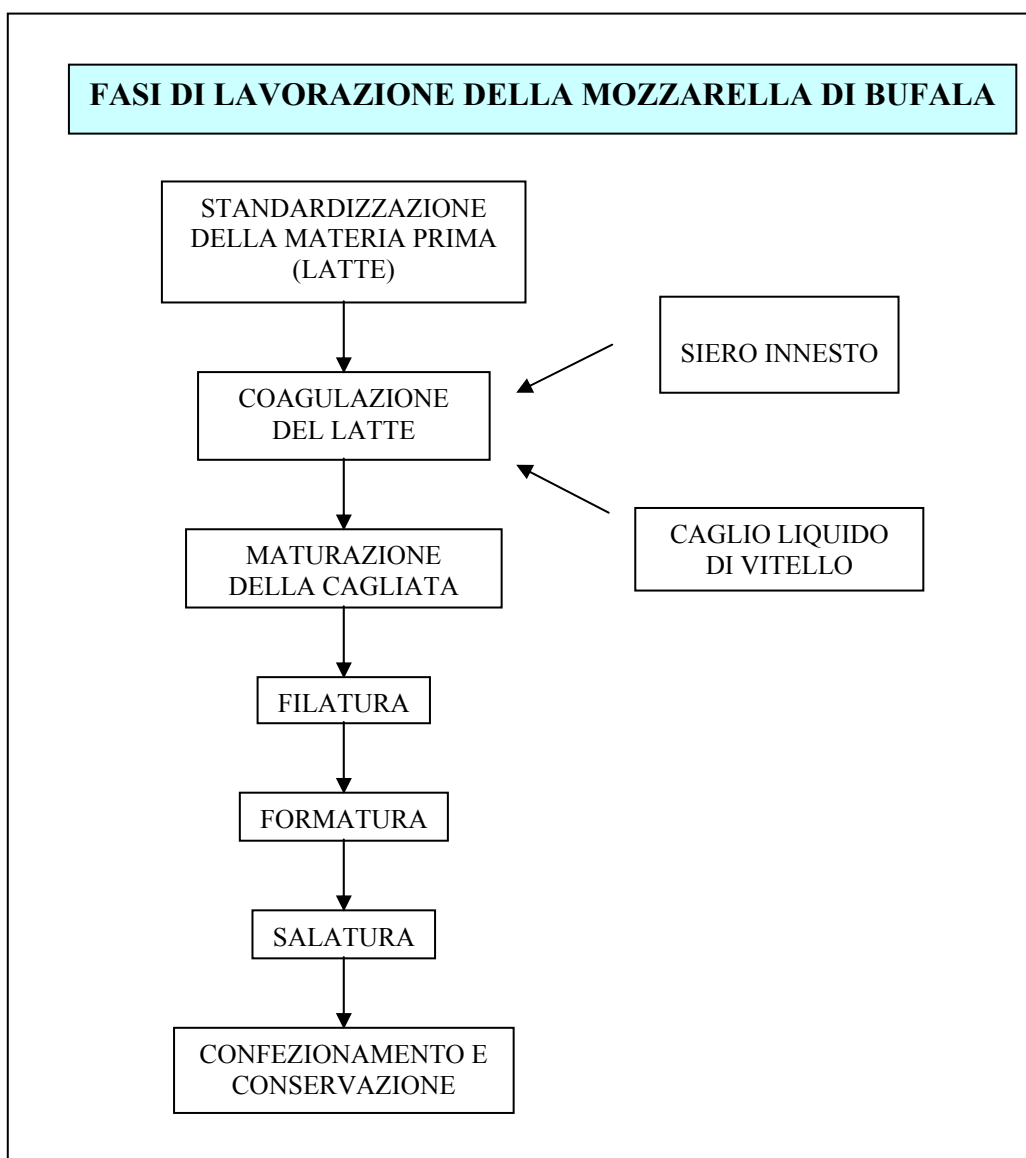 FASI DI LAVORAZIONE DELLA MOZZARELLA DI BUFALA
STANDARDIZZAZIONE
DELLA MATERIA PRIMA
(LATTE)
SIERO INNESTO
COAGULAZIONE
DEL LATTE
CAGLIO LIQUIDO
DI VITELLO
MATURAZIONE
DELLA CAGLIATA
FILATURA
FORMATURA
SALATURA
CONFEZIONAMENTO E
CONSERVAZIONE